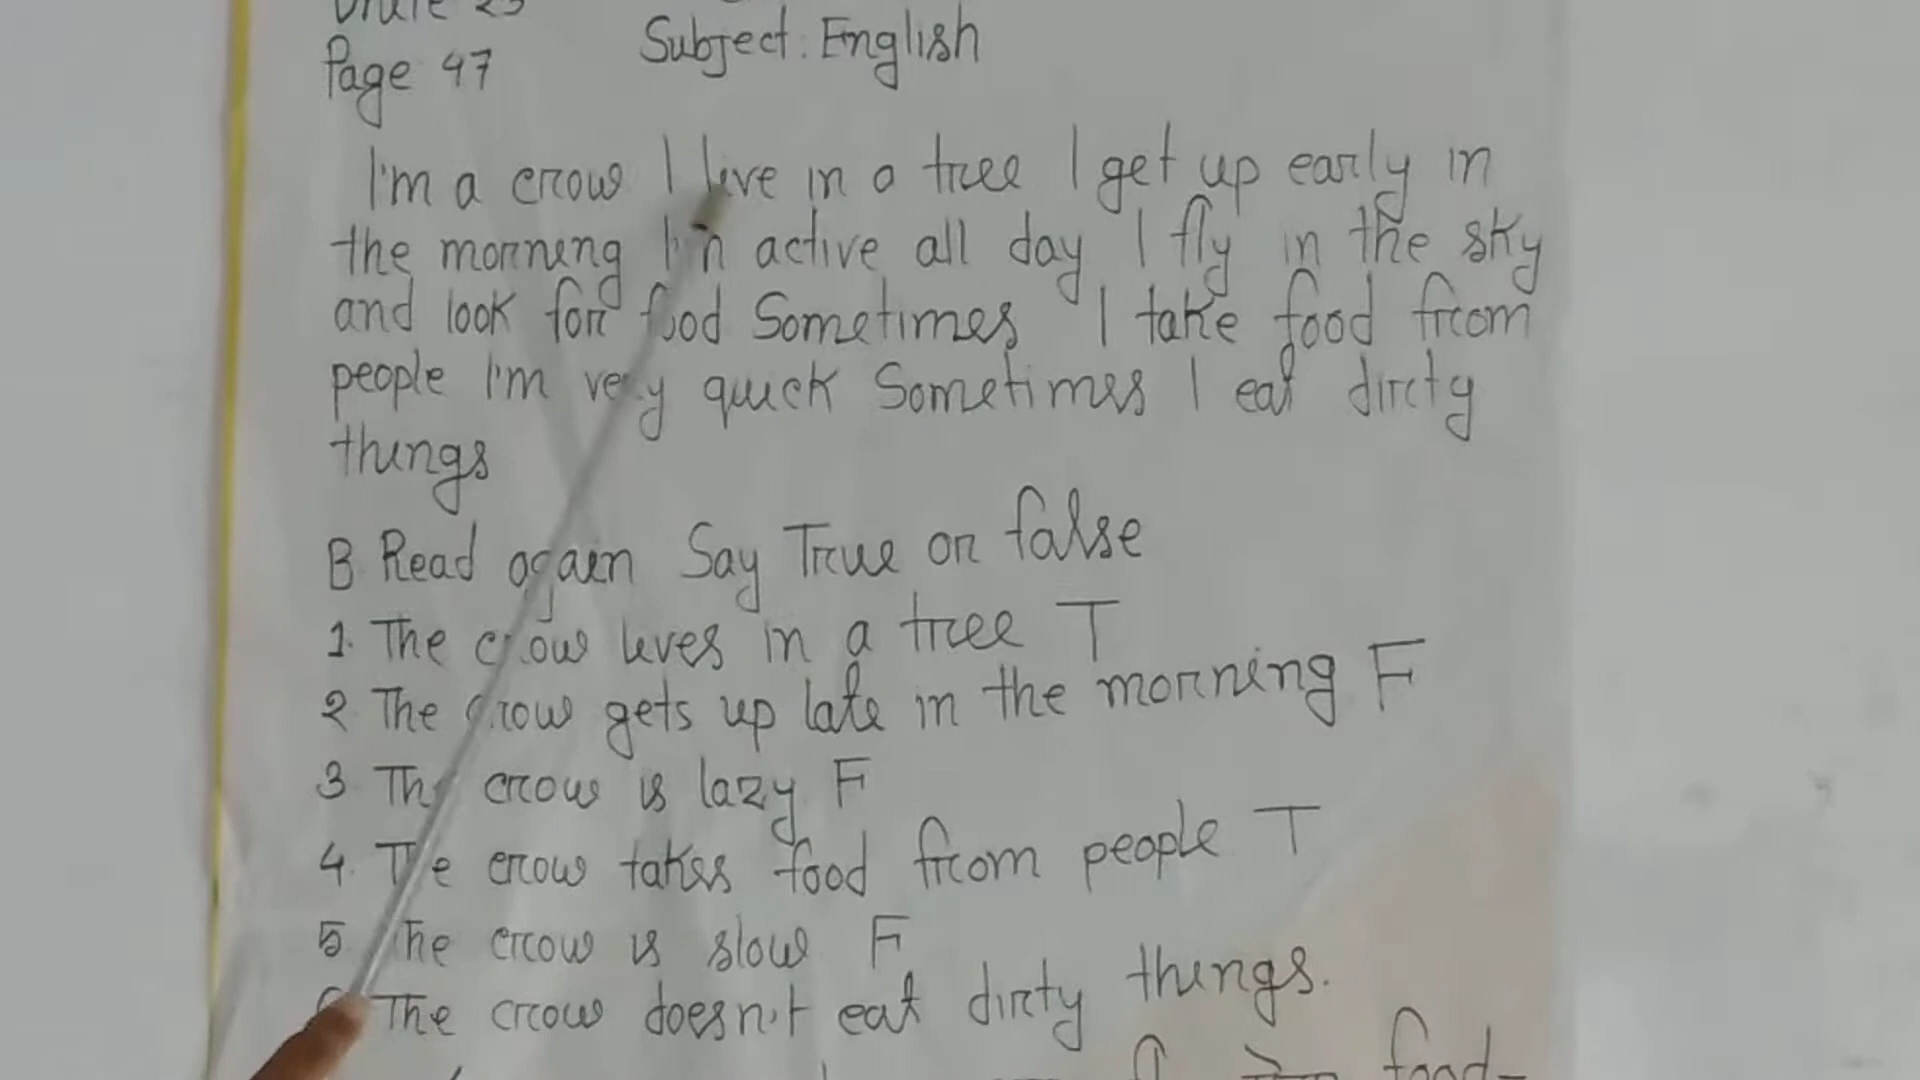 Page 47
Subject: English
I'm a crow I live in a tree I get up early in
the morning I'm active all day I fly in the sky
and look for food Sometimes I take food from
people I'm very quick Sometimes I eat dirty
things
B Read again Say True or false
1. The crow lives in a tree T
2 The crow gets up late in the morning F
3 The crow is lazy F
4. The crow takes food from people T
5 The crow is slow F
The crow doesn't eat dirty things.
food